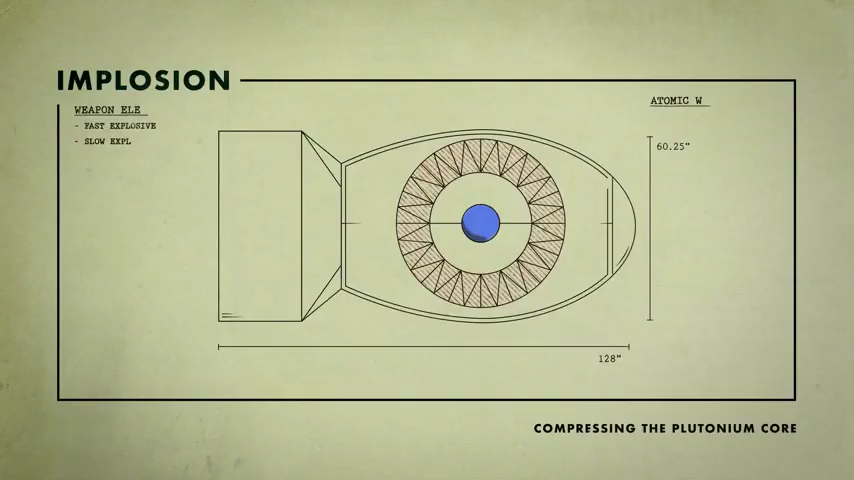 IMPLOSION
WEAPON ELE
- FAST EXPLOSIVE
- SLOW EXPL
ATOMIC W
60.25"
128"
COMPRESSING THE PLUTONIUM CORE